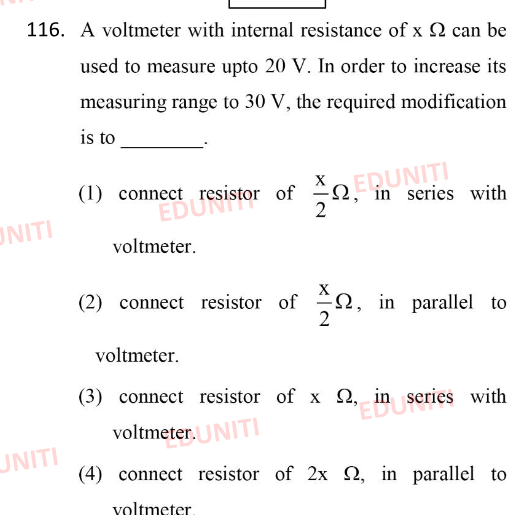 116. A voltmeter with internal resistance of x Ω can be
used to measure upto 20 V. In order to increase its
measuring range to 30 V, the required modification
is to ________.
(1) connect resistor of x/2 Ω, in series with
voltmeter.
(2) connect resistor of x/2 Ω, in parallel to
voltmeter.
(3) connect resistor of x Ω, in series with
voltmeter.
(4) connect resistor of 2x Ω, in parallel to
voltmeter.
EDUNITI
EDUNITI
UNITI
EDUNITI
EDUNITI
UNITI